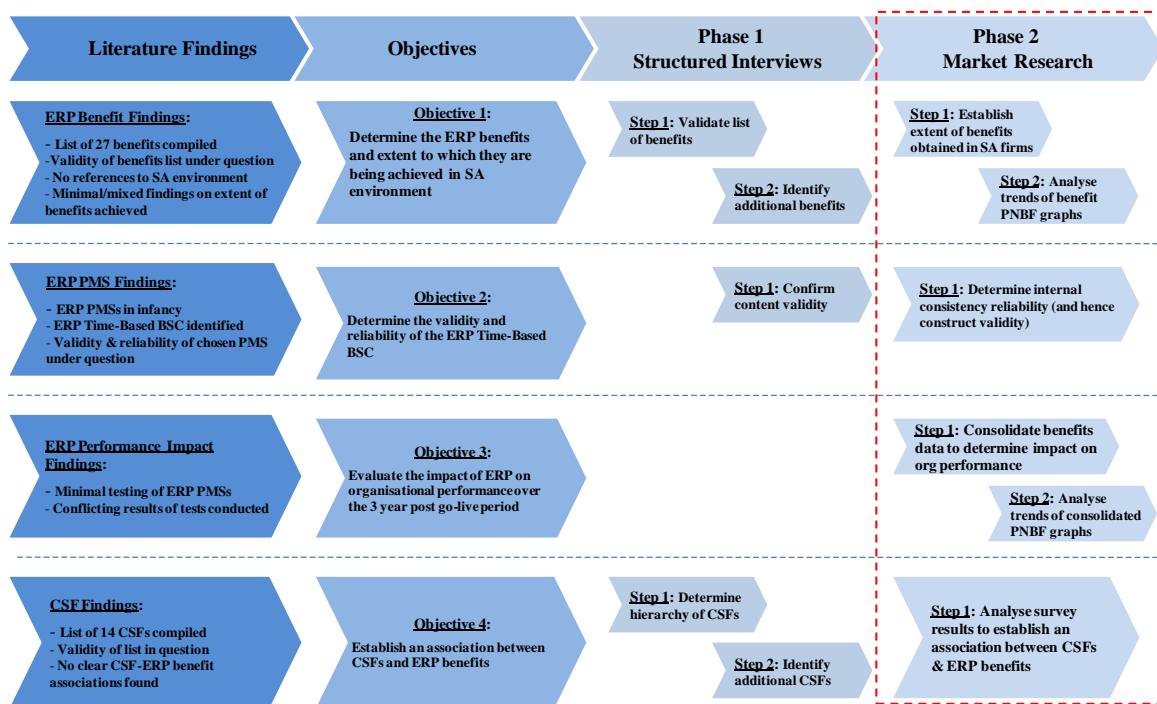 Literature Findings
Objectives
Phase 1
Structured Interviews
Phase 2
Market Research
ERP Benefit Findings:
- List of 27 benefits compiled
- Validity of benefits list under question
- No references to SA environment
- Minimal/mixed findings on extent of
benefits achieved
Objective 1:
Determine the ERP benefits
and extent to which they are
being achieved in SA
environment
Step 1: Validate list
of benefits
Step 2: Identify
additional benefits
Step 1: Establish
extent of benefits
obtained in SA firms
Step 2: Analyse
trends of benefit
PNBF graphs
ERP PMS Findings:
- ERP PMSs in infancy
- ERP Time-Based BSC identified
- Validity & reliability of chosen PMS
under question
Objective 2:
Determine the validity and
reliability of the ERP Time-Based
BSC
Step 1: Confirm
content validity
Step 1: Determine internal
consistency reliability (and hence
construct validity)
ERP Performance Impact
Findings:
- Minimal testing of ERP PMSs
- Conflicting results of tests conducted
Objective 3:
Evaluate the impact of ERP on
organisational performance over
the 3 year post go-live period
Step 1: Consolidate benefits
data to determine impact on
org performance
Step 2: Analyse
trends of consolidated
PNBF graphs
CSF Findings:
- List of 14 CSFs compiled
- Validity of list in question
- No clear CSF-ERP benefit
associations found
Objective 4:
Establish an association between
CSFs and ERP benefits
Step 1: Determine
hierarchy of CSFs
Step 2: Identify
additional CSFs
Step 1: Analyse survey
results to establish an
association between CSFs
& ERP benefits